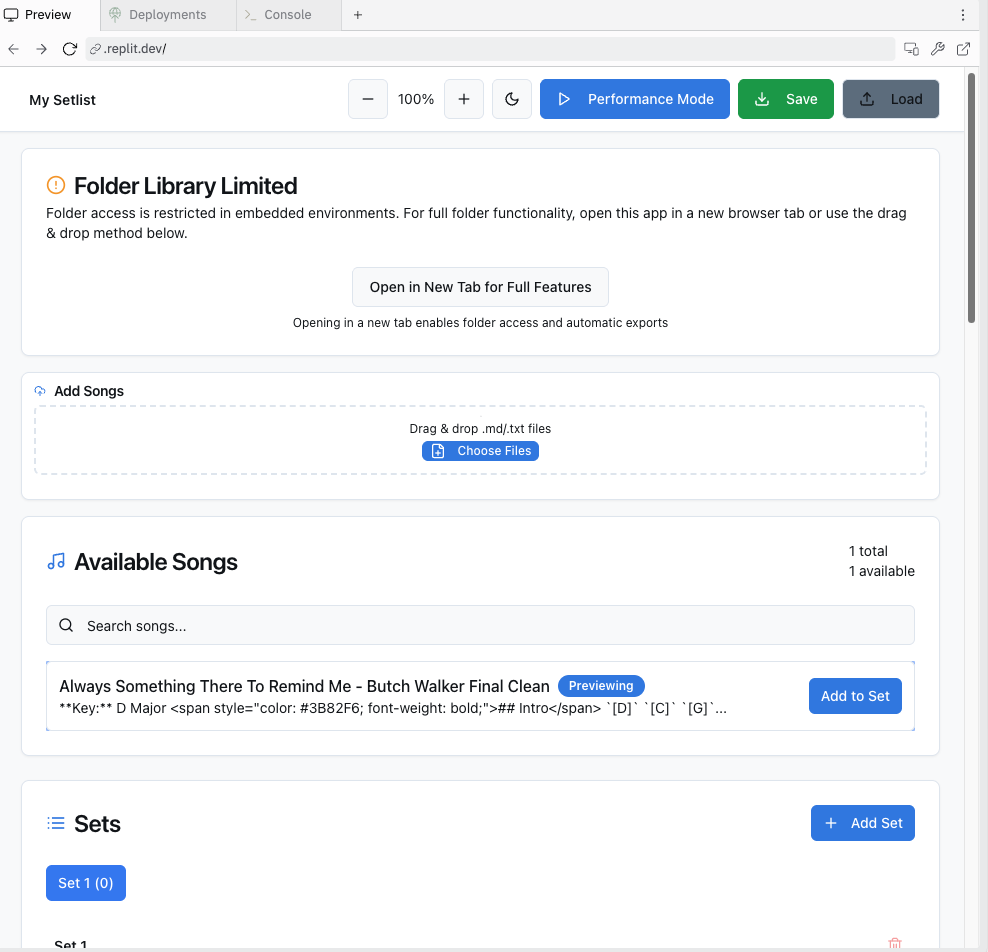 Preview
Deployments
Console
.replit.dev/
My Setlist
100%
Performance Mode
Save
Load
Folder Library Limited
Folder access is restricted in embedded environments. For full folder functionality, open this app in a new browser tab or use the drag
& drop method below.
Open in New Tab for Full Features
Opening in a new tab enables folder access and automatic exports
Add Songs
Drag & drop .md/.txt files
Choose Files
Available Songs
1 total
1 available
Search songs...
Always Something There To Remind Me - Butch Walker Final Clean
Previewing
**Key:** D Major <span style="color: #3B82F6; font-weight: bold;">## Intro</span> `[D]` `[C]` `[G]`...
Add to Set
Sets
Add Set
Set 1 (0)
Set 1